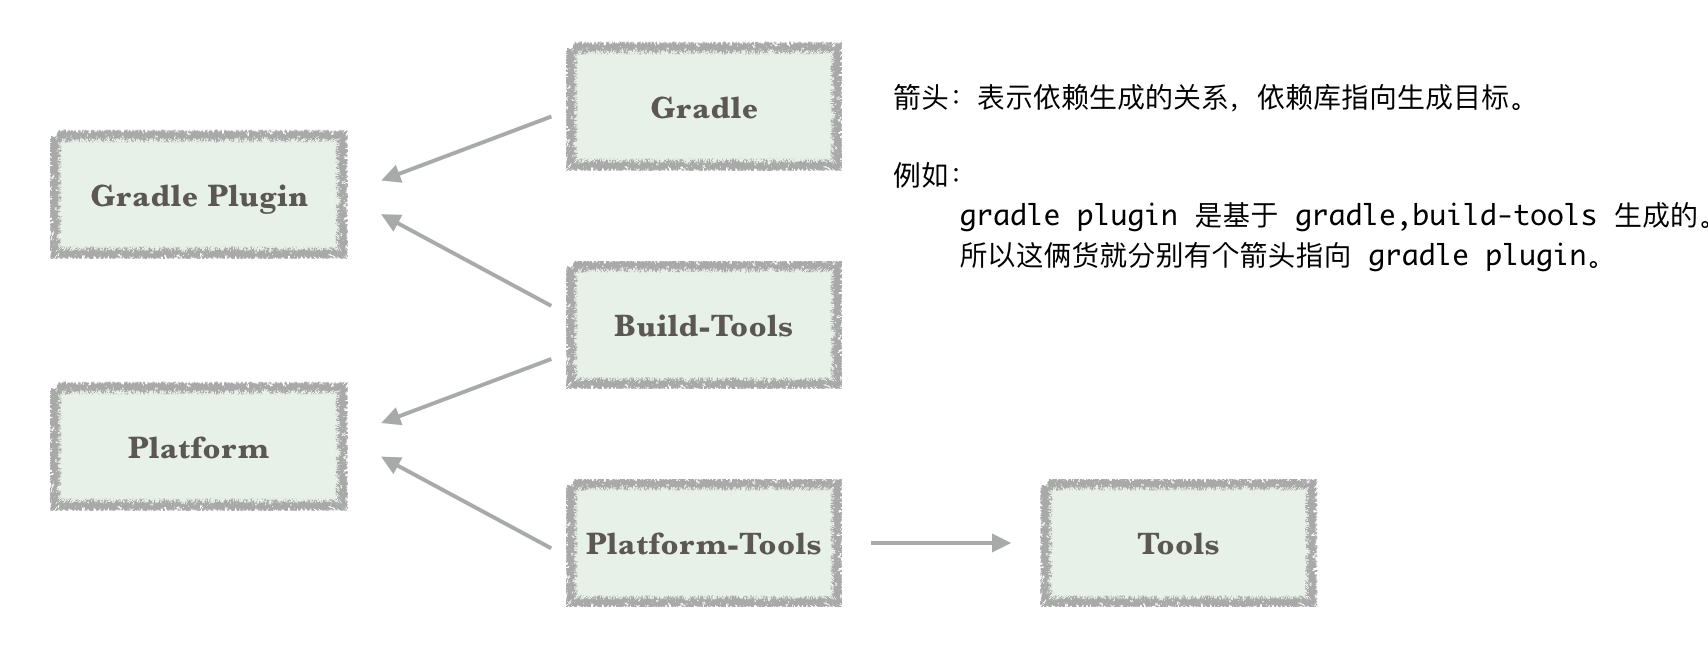 Gradle
箭头：表示依赖生成的关系，依赖库指向生成目标。
Gradle Plugin
例如：
gradle plugin 是基于 gradle,build-tools 生成的。
所以这俩货就分别有个箭头指向 gradle plugin。
Build-Tools
Platform
Platform-Tools
Tools